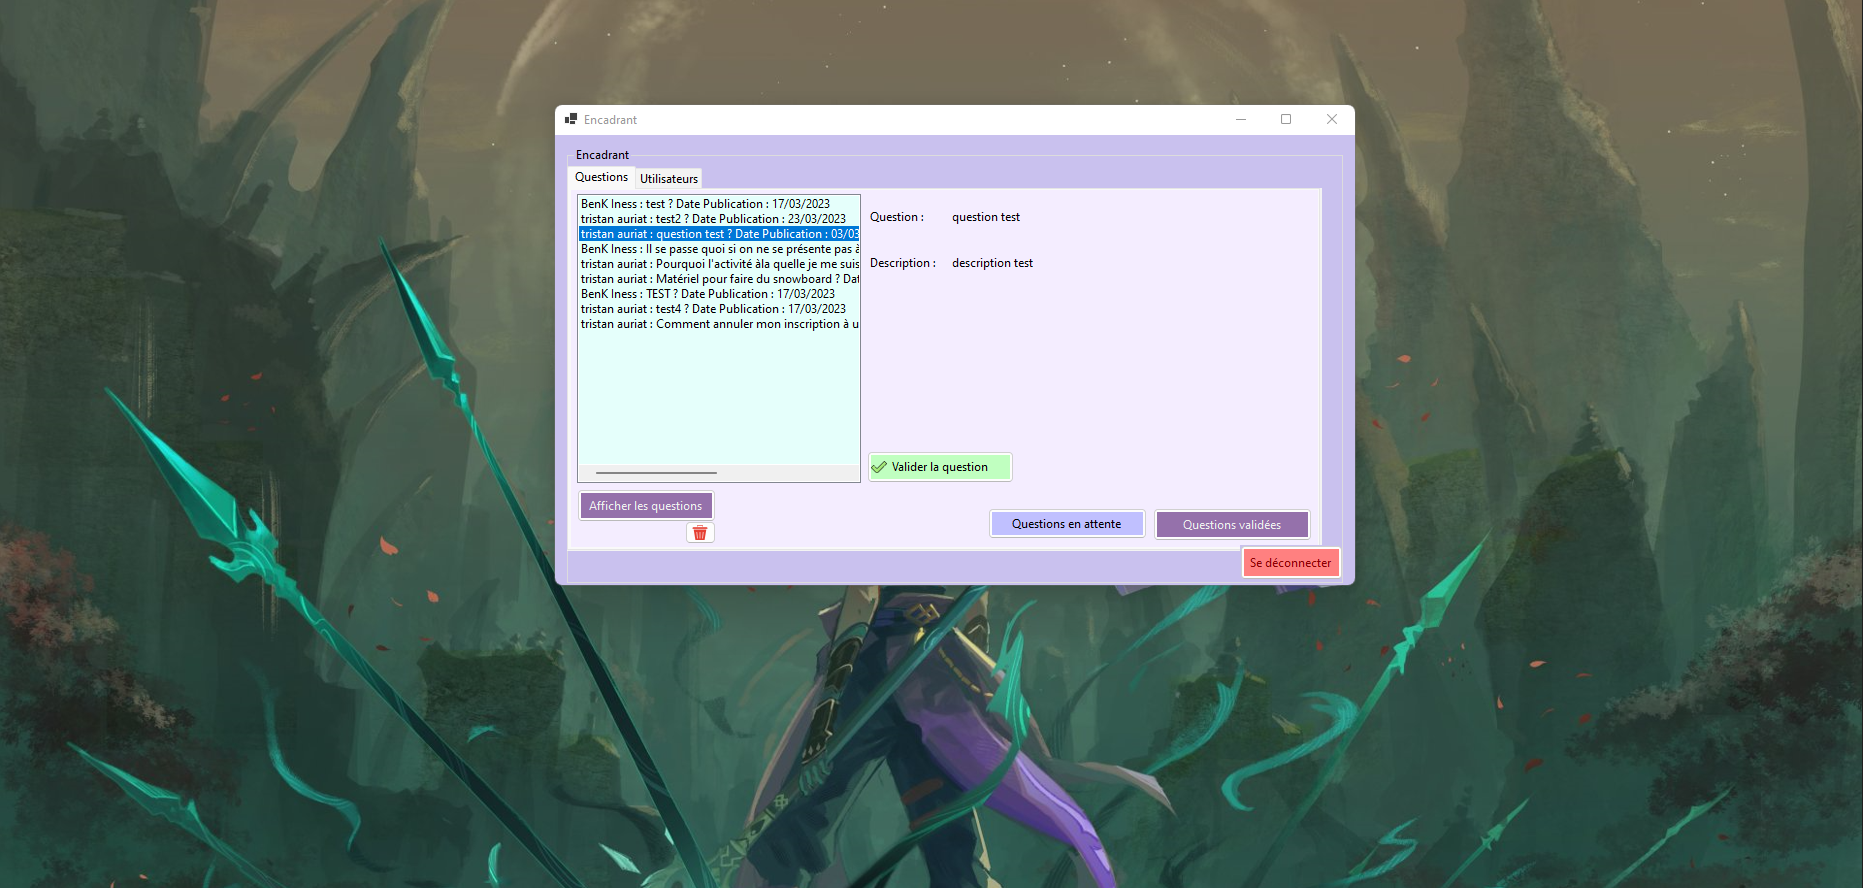 Encadrant
Encadrant
Questions
Utilisateurs
BenK Iness : test ? Date Publication : 17/03/2023
tristan auriat : test2 ? Date Publication : 23/03/2023
tristan auriat : question test ? Date Publication : 03/03
BenK Iness : Il se passe quoi si on ne se présente pas à
tristan auriat : Pourquoi l'activité àla quelle je me suis
tristan auriat : Matériel pour faire du snowboard ? Dat
BenK Iness : TEST ? Date Publication : 17/03/2023
tristan auriat : test4 ? Date Publication : 17/03/2023
tristan auriat : Comment annuler mon inscription à u
Question : question test
Description : description test
Valider la question
Afficher les questions
Questions en attente
Questions validées
Se déconnecter